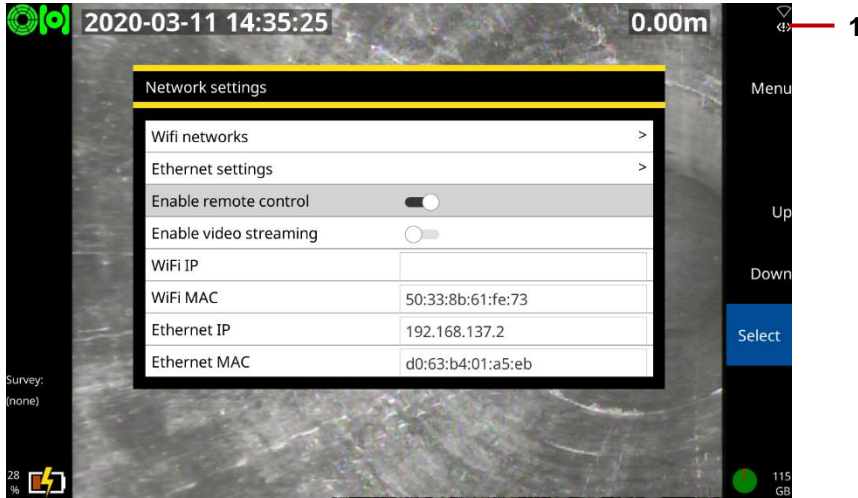 2020-03-11 14:35:25 0.00m
1
Network settings
Menu
Wifi networks >
Ethernet settings >
Enable remote control
Up
Enable video streaming
WiFi IP
Down
WiFi MAC 50:33:8b:61:fe:73
Ethernet IP 192.168.137.2
Select
Ethernet MAC d0:63:b4:01:a5:eb
Survey:
(none)
28
%
115
GB